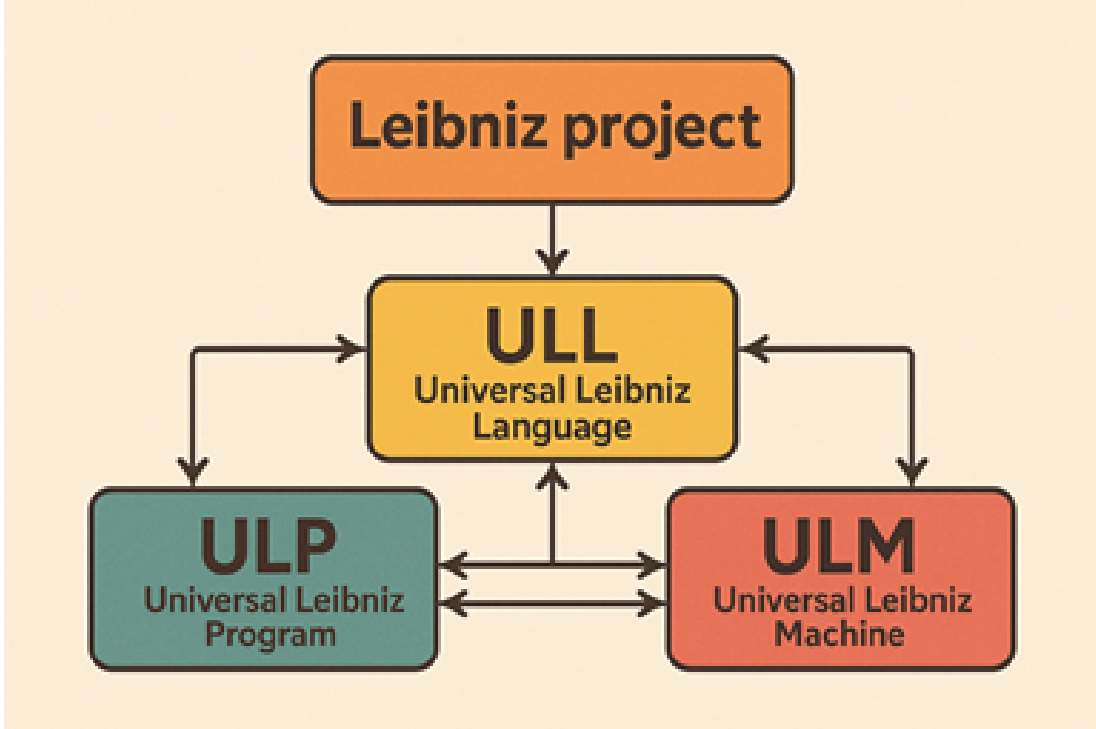 Leibniz project
ULL
Universal Leibniz
Language
ULP
Universal Leibniz
Program
ULM
Universal Leibniz
Machine